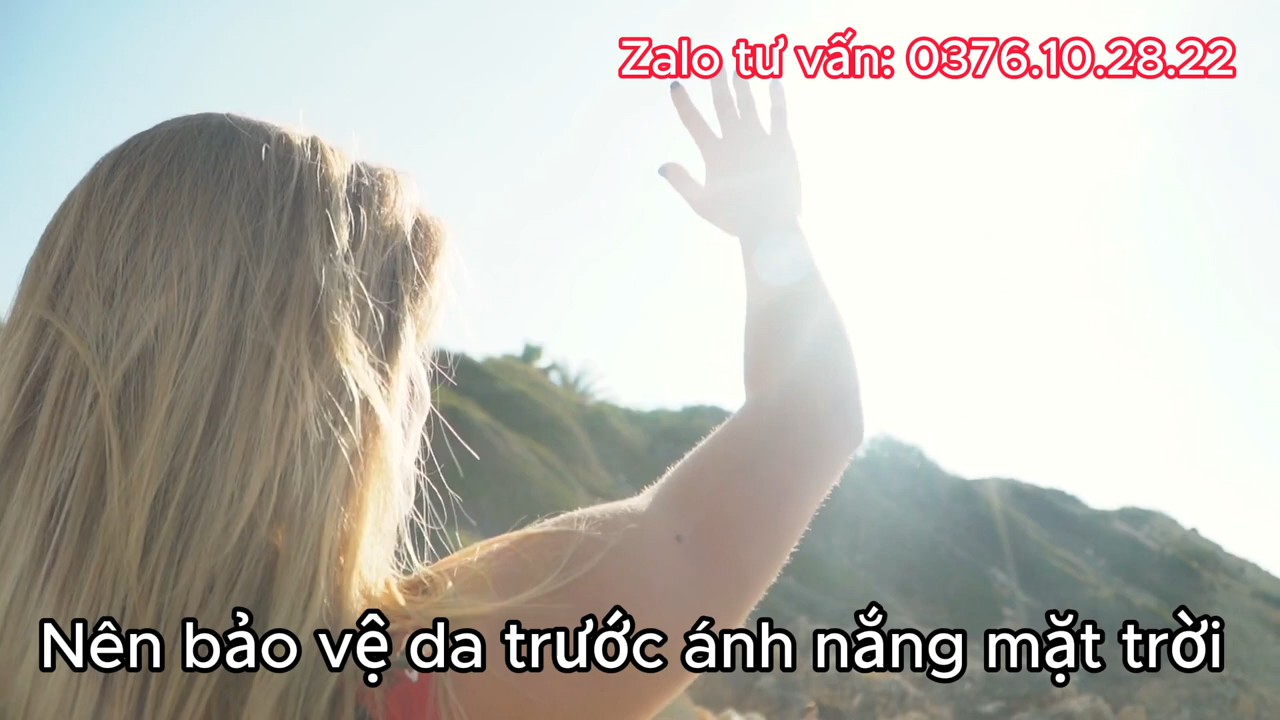 Zalo tư vấn: 0376.10.28.22
Nên bảo vệ da trước ánh nắng mặt trời